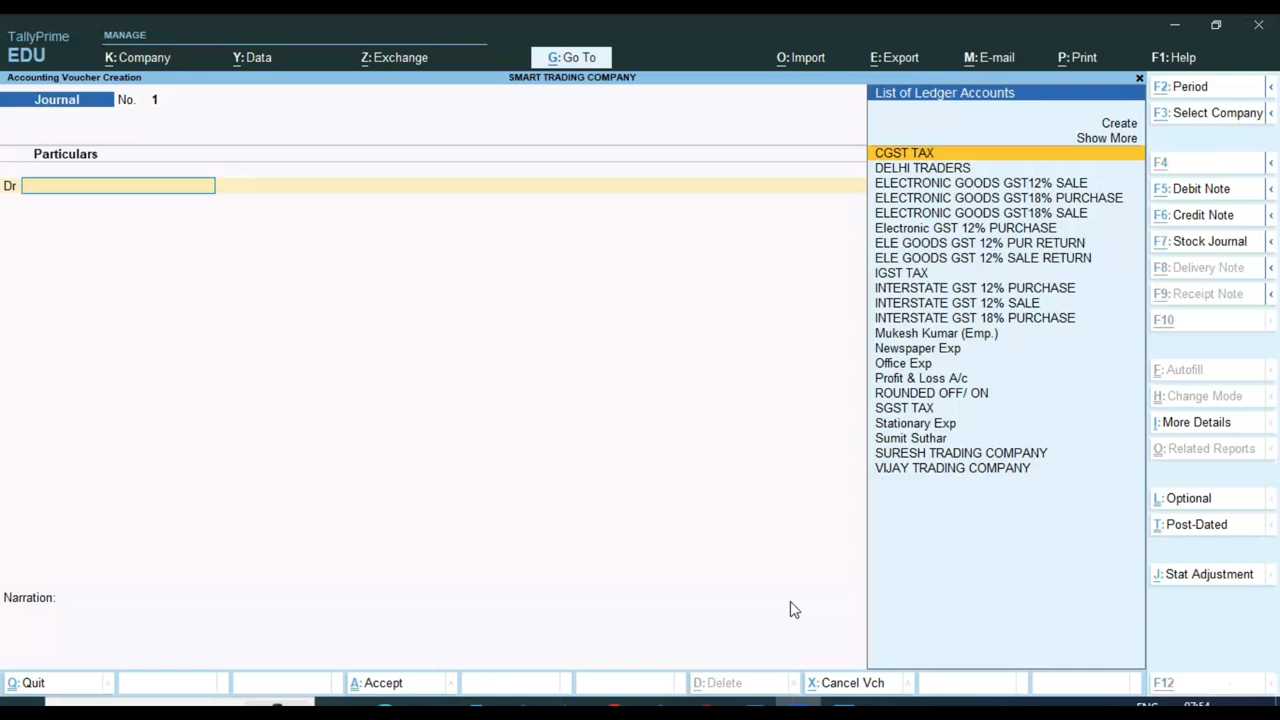 TallyPrime
EDU
MANAGE
K: Company
Y: Data
Z: Exchange
G: Go To
O: Import
E: Export
M: E-mail
P: Print
F1: Help
Accounting Voucher Creation
SMART TRADING COMPANY
Journal
No. 1
Particulars
Dr
Narration:
List of Ledger Accounts
Create
Show More
CGST TAX
DELHI TRADERS
ELECTRONIC GOODS GST12% SALE
ELECTRONIC GOODS GST18% PURCHASE
ELECTRONIC GOODS GST18% SALE
Electronic GST 12% PURCHASE
ELE GOODS GST 12% PUR RETURN
ELE GOODS GST 12% SALE RETURN
IGST TAX
INTERSTATE GST 12% PURCHASE
INTERSTATE GST 12% SALE
INTERSTATE GST 18% PURCHASE
Mukesh Kumar (Emp.)
Newspaper Exp
Office Exp
Profit & Loss A/c
ROUNDED OFF/ ON
SGST TAX
Stationary Exp
Sumit Suthar
SURESH TRADING COMPANY
VIJAY TRADING COMPANY
F2: Period
F3: Select Company
F4
F5: Debit Note
F6: Credit Note
F7: Stock Journal
F8: Delivery Note
F9: Receipt Note
F10
F: Autofill
H: Change Mode
I: More Details
O: Related Reports
L: Optional
T: Post-Dated
J: Stat Adjustment
Q: Quit
A: Accept
D: Delete
X: Cancel Vch
F12
ENG
07:54